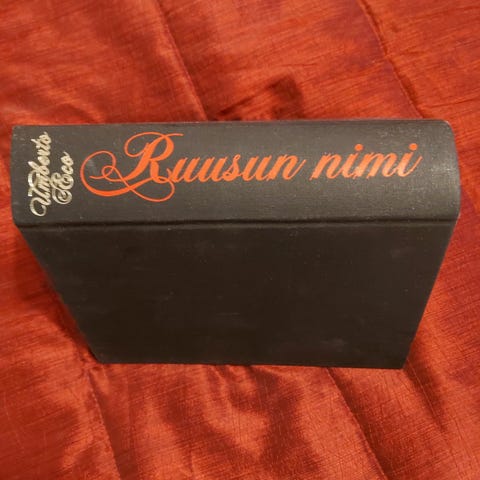 Umberto
Eco
Ruusun nimi